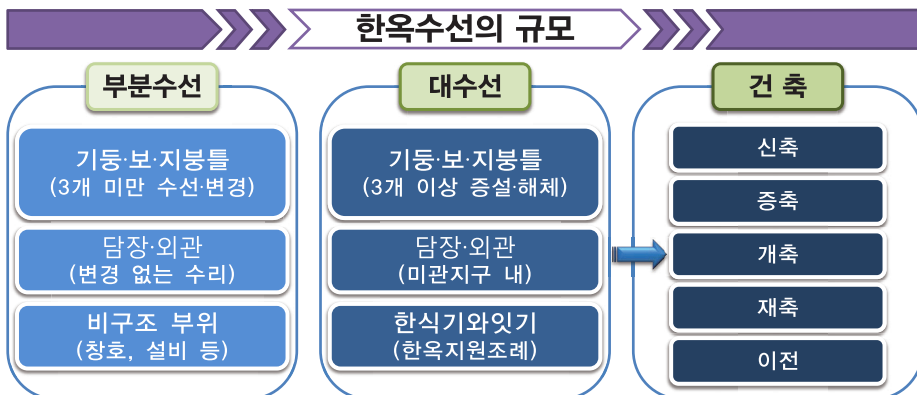 한옥수선의 규모
부분수선
기둥·보·지붕틀
(3개 미만 수선·변경)
담장·외관
(변경 없는 수리)
비구조 부위
(창호, 설비 등)
대수선
기둥·보·지붕틀
(3개 이상 증설·해체)
담장·외관
(미관지구 내)
한식기와잇기
(한옥지원조례)
건 축
신축
증축
개축
재축
이전